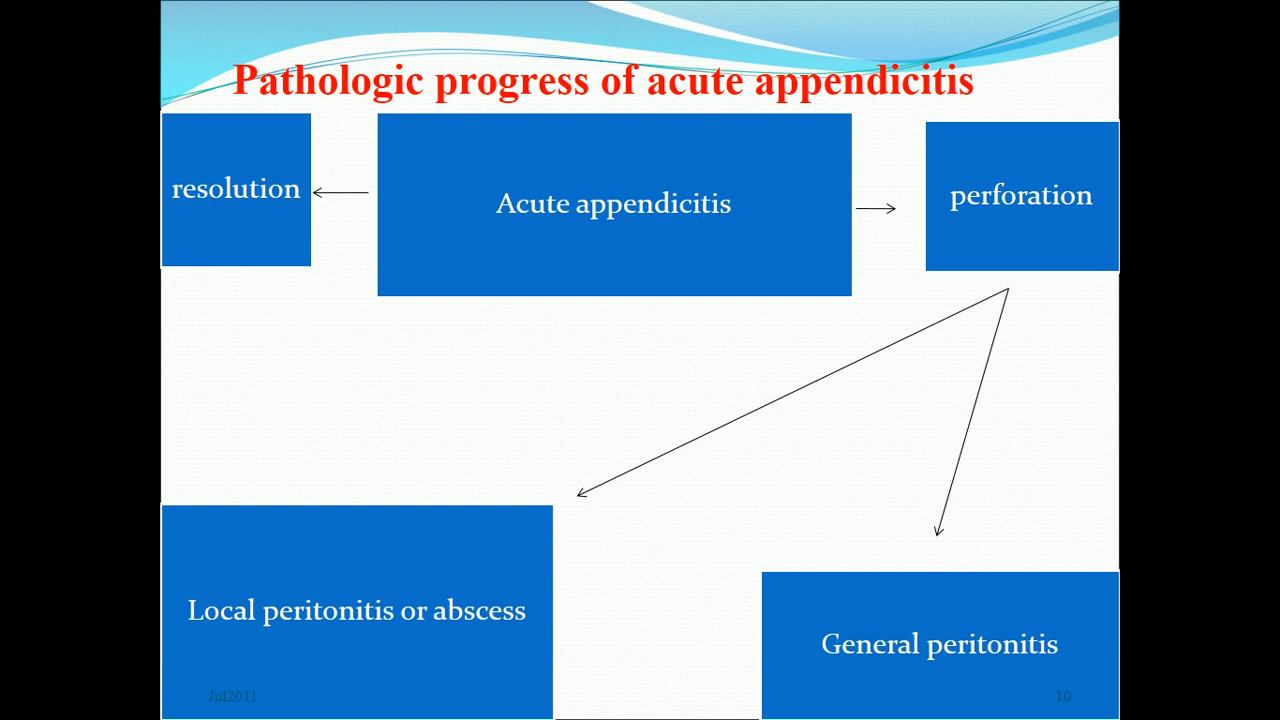 Pathologic progress of acute appendicitis
resolution
Acute appendicitis
perforation
Local peritonitis or abscess
General peritonitis
Jul2011
10